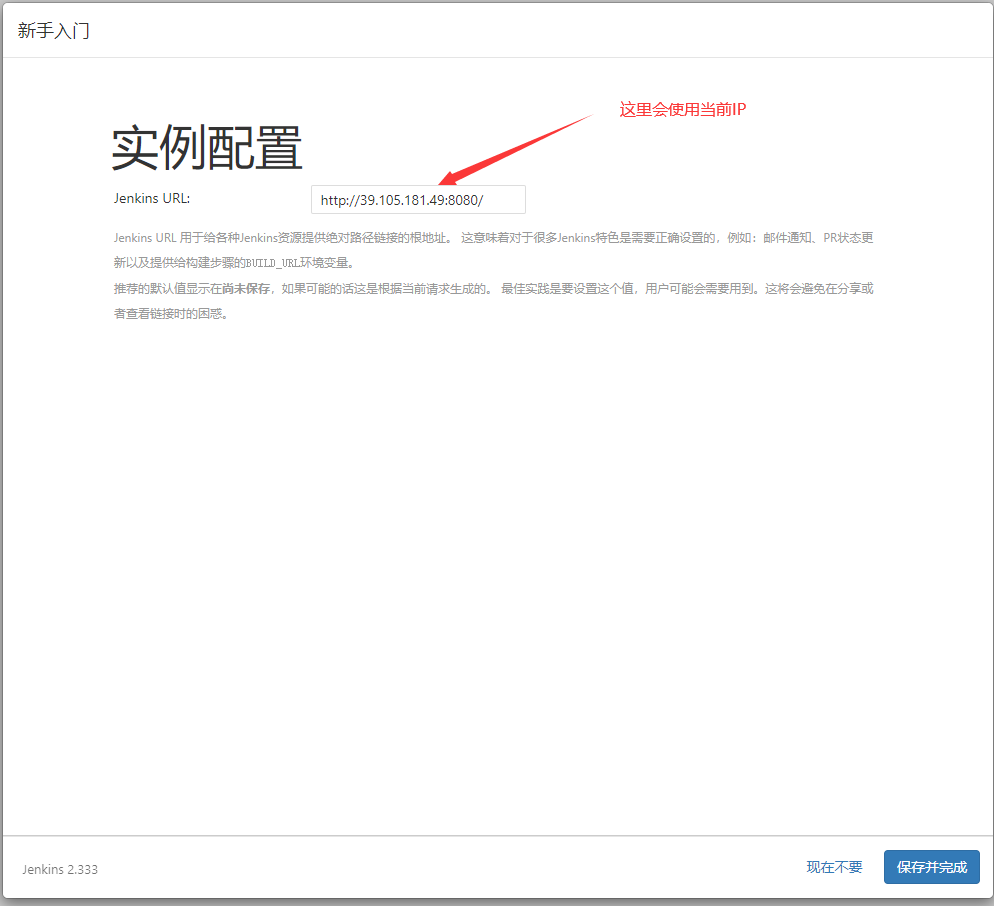 新手入门
这里会使用当前IP
实例配置
Jenkins URL:
http://39.105.181.49:8080/
Jenkins URL 用于给各种Jenkins资源提供绝对路径链接的根地址。 这意味着对于很多Jenkins特色是需要正确设置的，例如：邮件通知、PR状态更
新以及提供给构建步骤的BUILD_URL环境变量。
推荐的默认值显示在尚未保存，如果可能的话这是根据当前请求生成的。 最佳实践是要设置这个值，用户可能会需要用到。这将会避免在分享或
者查看链接时的困惑。
Jenkins 2.333
现在不要
保存并完成